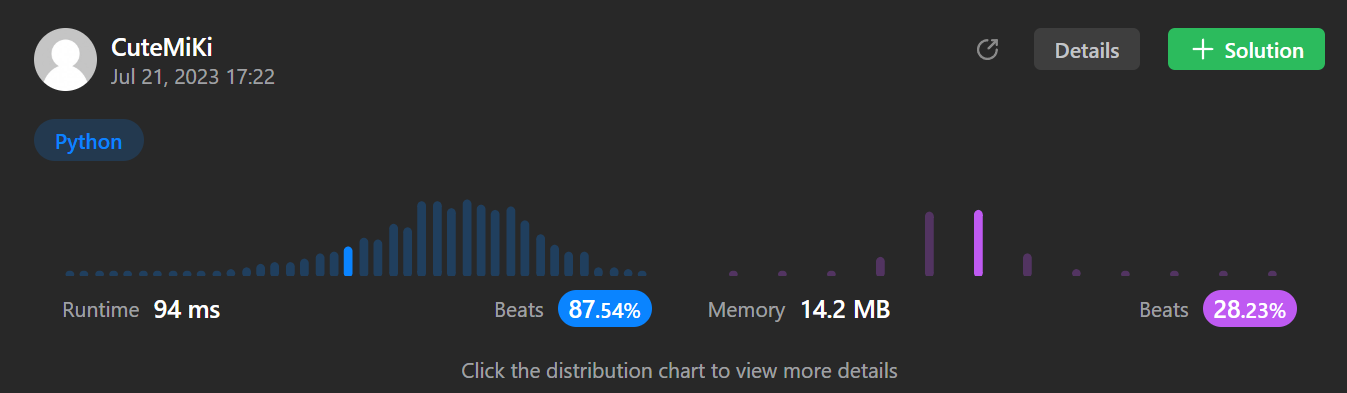 CuteMiKi
Jul 21, 2023 17:22
Details
+ Solution
Python
Runtime 94 ms Beats 87.54% Memory 14.2 MB Beats 28.23%
Click the distribution chart to view more details